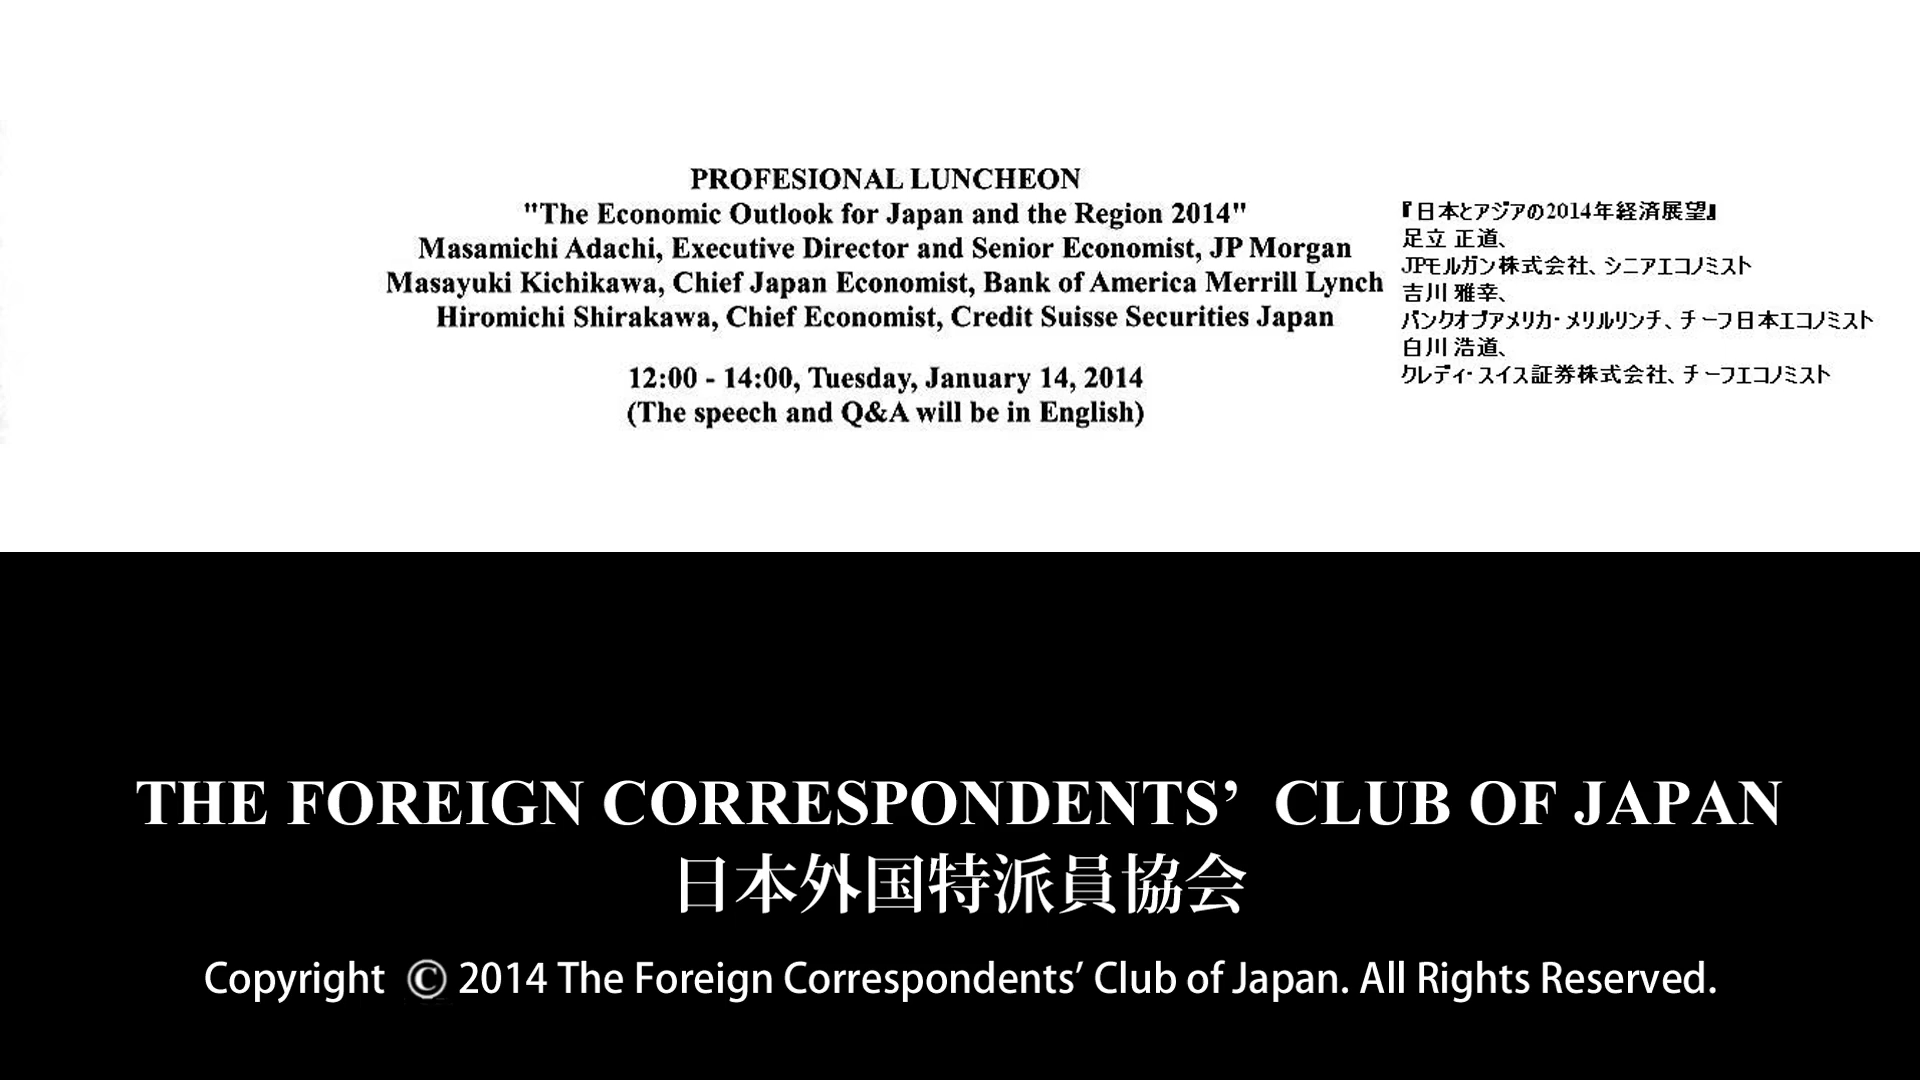 PROFESIONAL LUNCHEON
"The Economic Outlook for Japan and the Region 2014"
Masamichi Adachi, Executive Director and Senior Economist, JP Morgan
Masayuki Kichikawa, Chief Japan Economist, Bank of America Merrill Lynch
Hiromichi Shirakawa, Chief Economist, Credit Suisse Securities Japan
12:00 - 14:00, Tuesday, January 14, 2014
(The speech and Q&A will be in English)
『日本とアジアの2014年経済展望』
足立 正道、
JPモルガン株式会社、シニアエコノミスト
吉川 雅幸、
バンクオブアメリカ・メリルリンチ、チーフ日本エコノミスト
白川 浩道、
クレディ・スイス証券株式会社、チーフエコノミスト
THE FOREIGN CORRESPONDENTS’ CLUB OF JAPAN
日本外国特派員協会
Copyright © 2014 The Foreign Correspondents’ Club of Japan. All Rights Reserved.